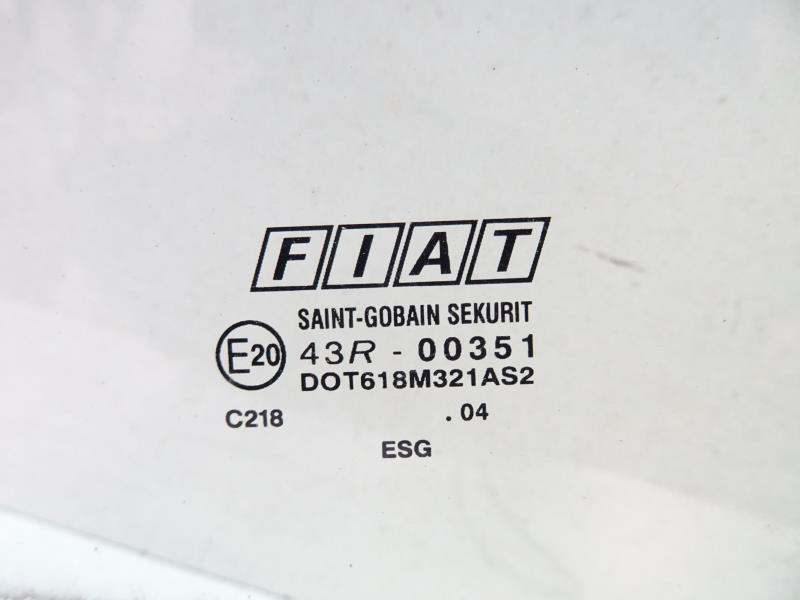 FIAT
SAINT-GOBAIN SEKURIT
E20 43R - 00351
DOT618M321AS2
C218 .04
ESG